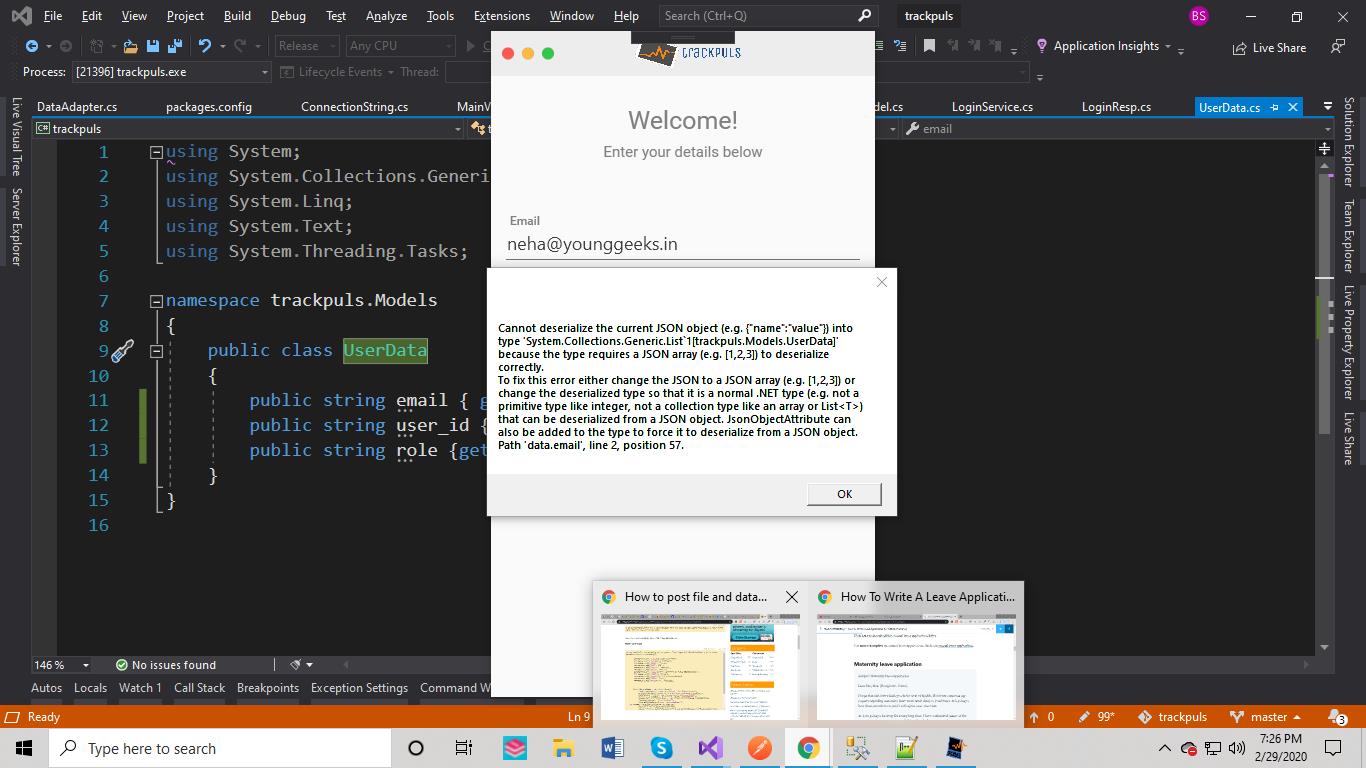 File Edit View Project Build Debug Test Analyze Tools Extensions Window Help Search (Ctrl+Q) trackpuls BS
Release Any CPU Application Insights Live Share
Process: [21396] trackpuls.exe Lifecycle Events Thread:
DataAdapter.cs packages.config ConnectionString.cs MainV del.cs LoginService.cs LoginResp.cs UserData.cs
C# trackpuls email
Live Visual Tree
Server Explorer
1 using System;
2 using System.Collections.Generi
3 using System.Linq;
4 using System.Text;
5 using System.Threading.Tasks;
6
7 namespace trackpuls.Models
8 {
9 public class UserData
10 {
11 public string email { g
12 public string user_id {
13 public string role {get
14 }
15 }
16
trackpuls
Welcome!
Enter your details below
Email
neha@younggeeks.in
Cannot deserialize the current JSON object (e.g. {"name":"value"}) into
type 'System.Collections.Generic.List`1[trackpuls.Models.UserData]'
because the type requires a JSON array (e.g. [1,2,3]) to deserialize
correctly.
To fix this error either change the JSON to a JSON array (e.g. [1,2,3]) or
change the deserialized type so that it is a normal .NET type (e.g. not a
primitive type like integer, not a collection type like an array or List<T>)
that can be deserialized from a JSON object. JsonObjectAttribute can
also be added to the type to force it to deserialize from a JSON object.
Path 'data.email', line 2, position 57.
OK
Solution Explorer
Team Explorer
Live Property Explorer
Live Share
How to post file and data...
How To Write A Leave Applicati...
Maternity leave application
146 % No issues found
Autos Locals Watch 1 Call Stack Breakpoints Exception Settings Command W
Ready Ln 9 0 99* trackpuls master 3
Type here to search
7:26 PM
2/29/2020